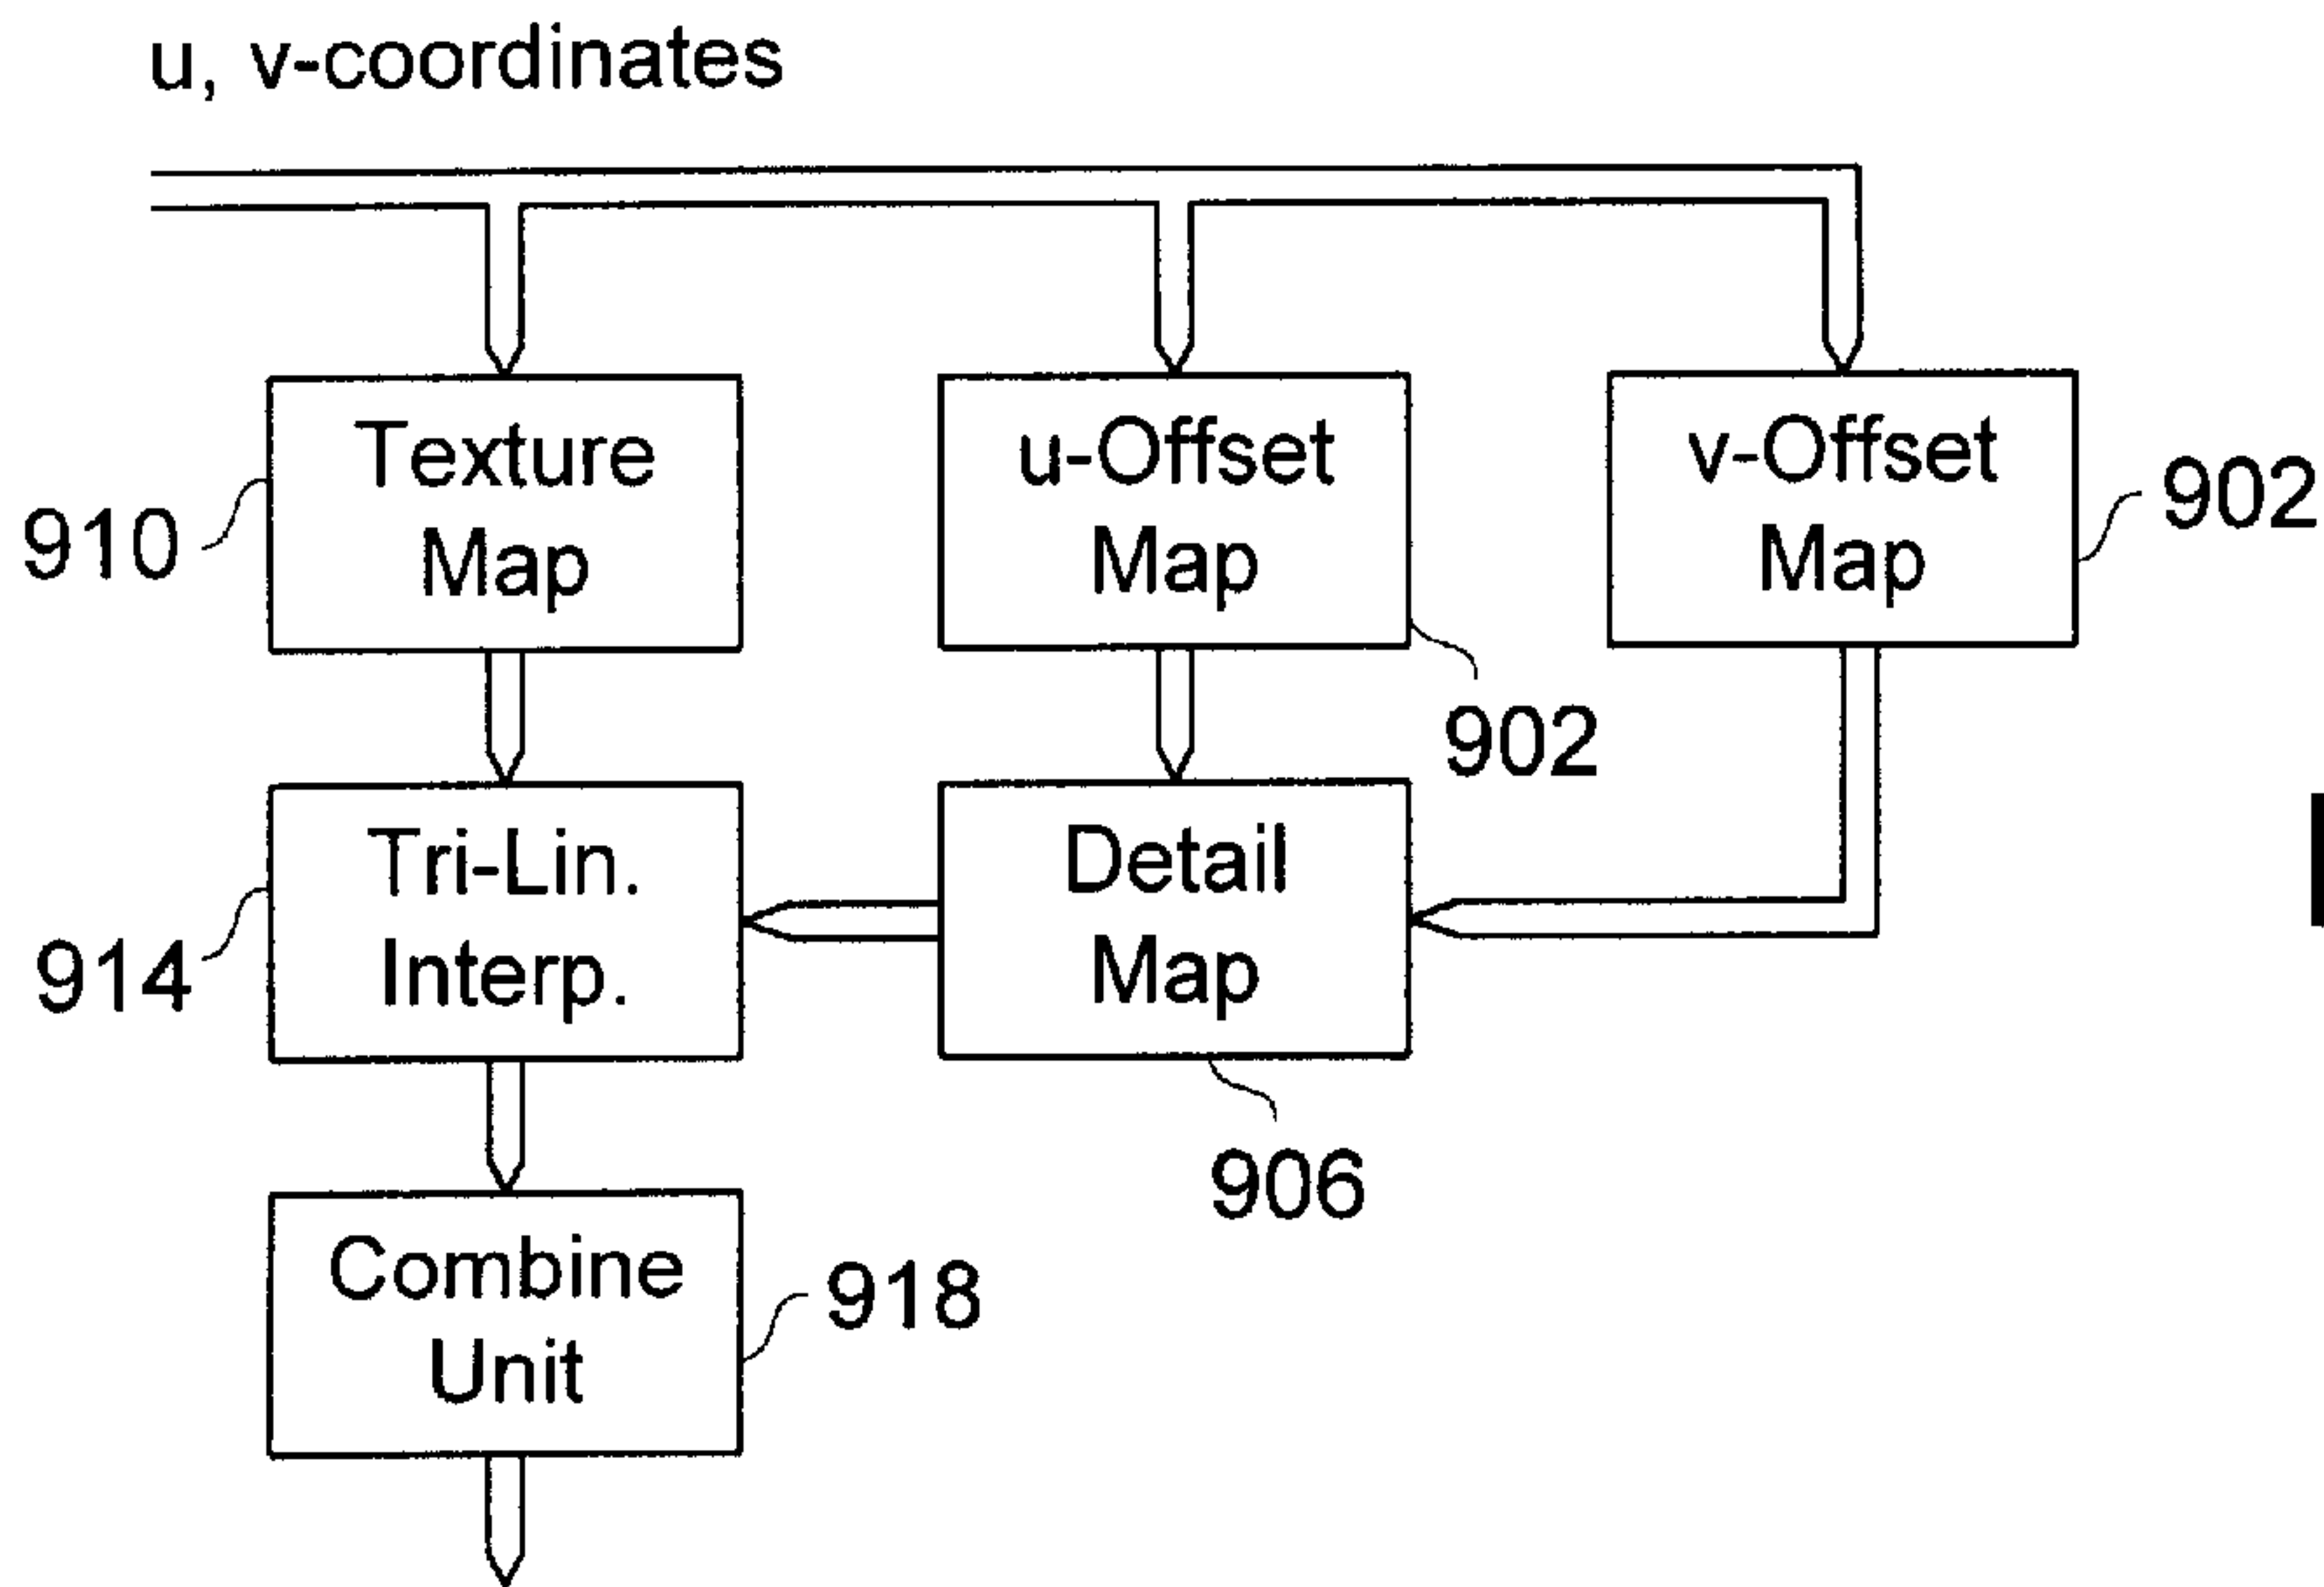 u, v-coordinates
Texture
Map
910
u-Offset
Map
902
v-Offset
Map
902
Tri-Lin.
Interp.
914
Detail
Map
906
Combine
Unit
918